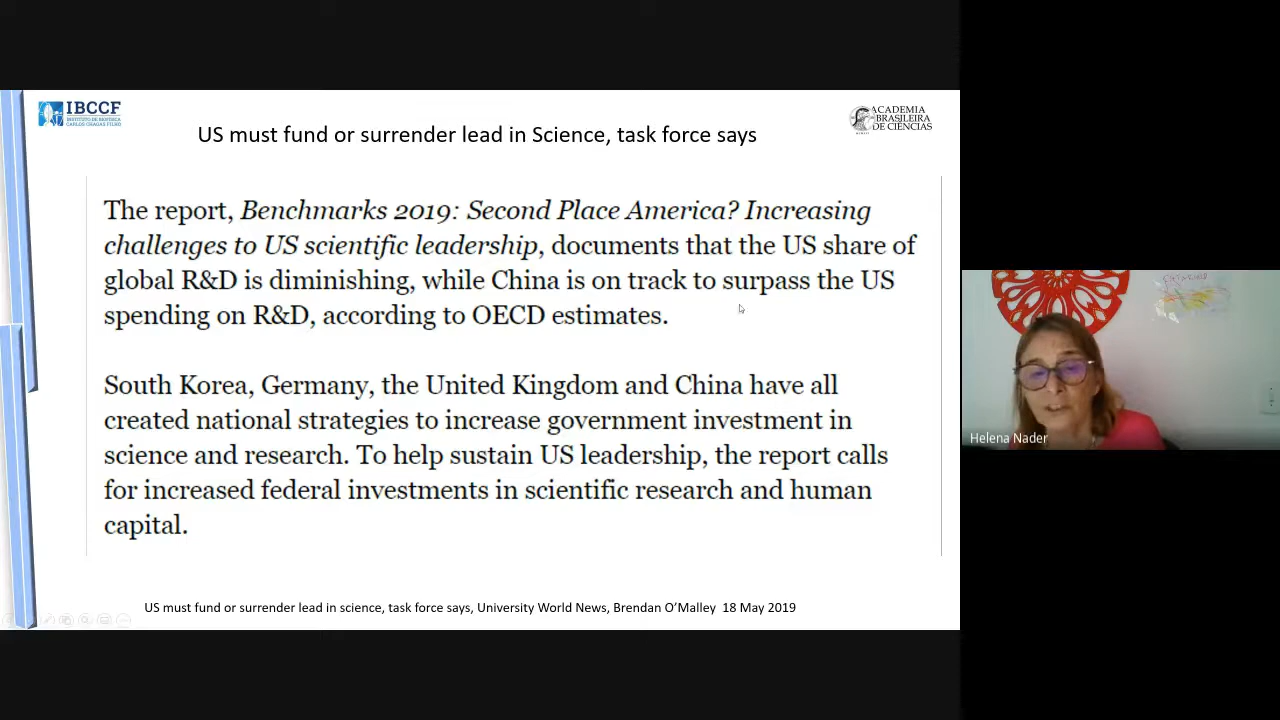 IBCCF
INSTITUTO DE BIOFÍSICA
CARLOS CHAGAS FILHO
ACADEMIA
BRASILEIRA
DE CIÊNCIAS
US must fund or surrender lead in Science, task force says
The report, Benchmarks 2019: Second Place America? Increasing
challenges to US scientific leadership, documents that the US share of
global R&D is diminishing, while China is on track to surpass the US
spending on R&D, according to OECD estimates.
South Korea, Germany, the United Kingdom and China have all
created national strategies to increase government investment in
science and research. To help sustain US leadership, the report calls
for increased federal investments in scientific research and human
capital.
US must fund or surrender lead in science, task force says, University World News, Brendan O’Malley 18 May 2019
Helena Nader